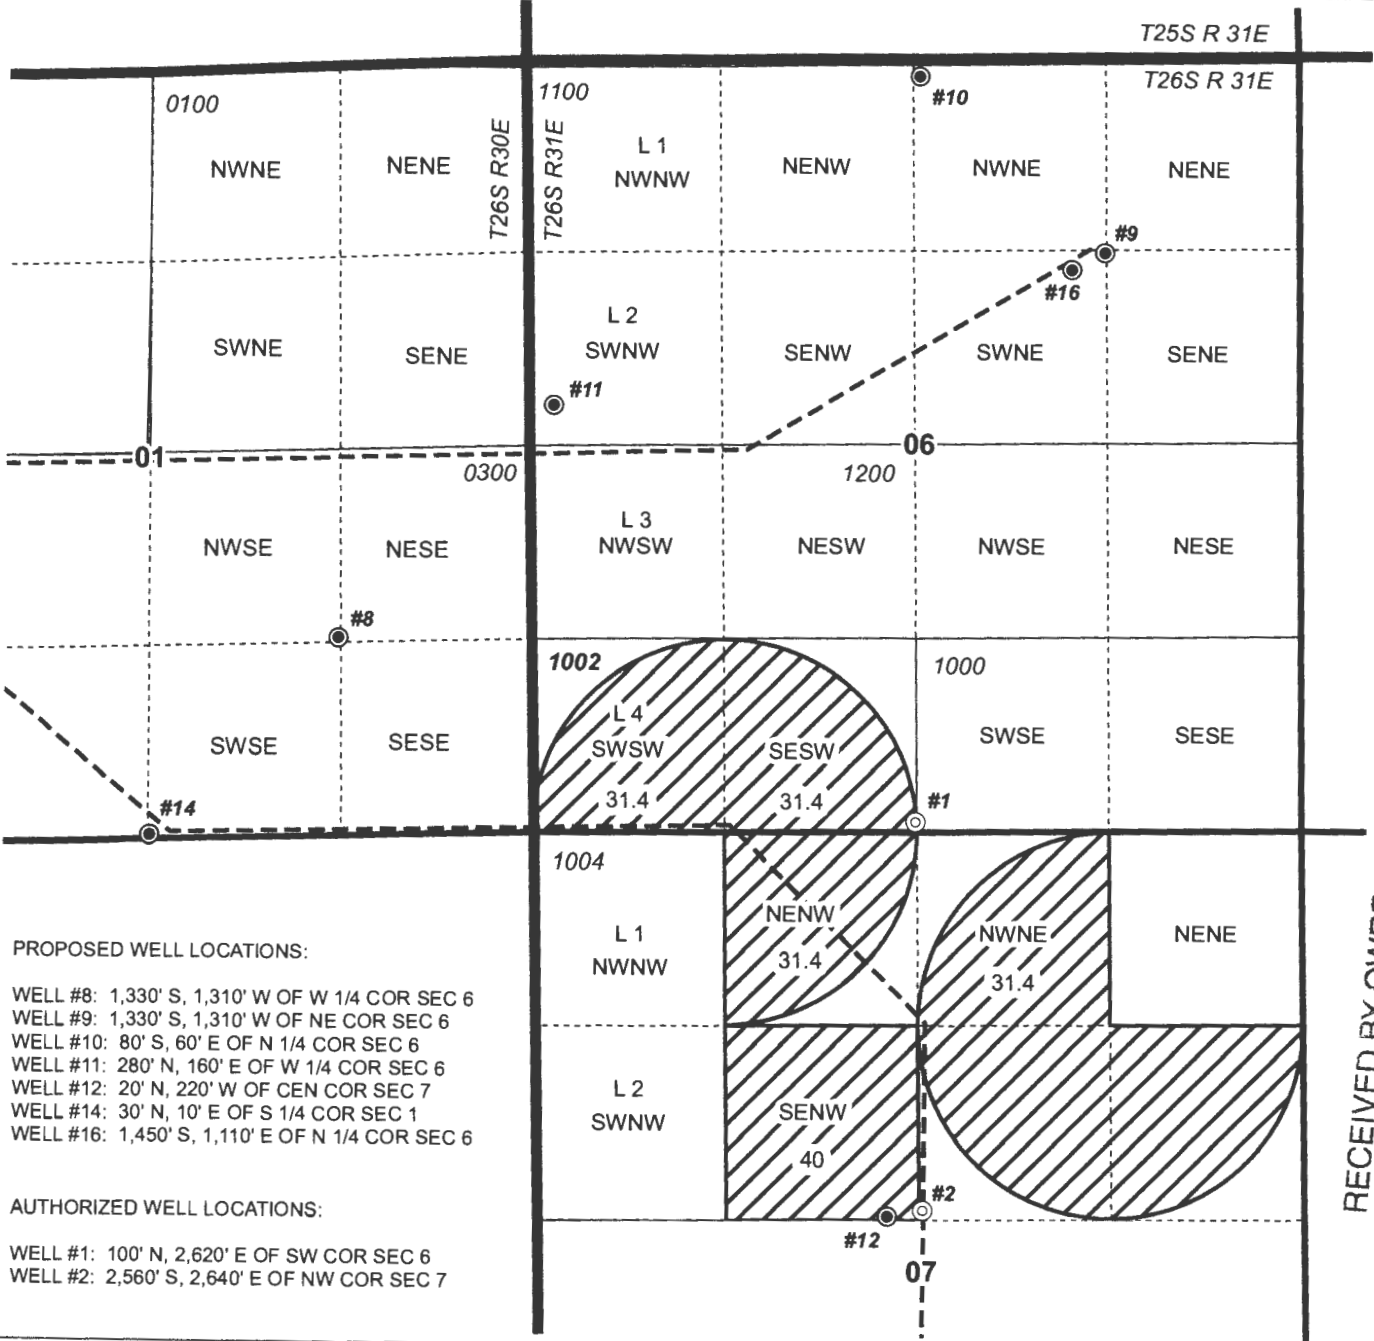 T25S R 31E
T26S R 31E
0100
1100
#10
T26S R30E
T26S R31E
L 1
NWNE
NENE
NWNW
NENW
NWNE
NENE
#9
#16
L 2
SWNE
SENE
SWNW
SENW
SWNE
SENE
#11
01
06
0300
1200
L 3
NWSE
NESE
NWSW
NESW
NWSE
NESE
#8
1002
1000
L 4
SWSE
SESE
SWSW
SESW
SWSE
SESE
31.4
31.4
#14
#1
1004
NENW
L 1
NWNW
31.4
NWNE
31.4
NENE
L 2
SWNW
SENW
40
#2
#12
07
PROPOSED WELL LOCATIONS:
WELL #8: 1,330' S, 1,310' W OF W 1/4 COR SEC 6
WELL #9: 1,330' S, 1,310' W OF NE COR SEC 6
WELL #10: 80' S, 60' E OF N 1/4 COR SEC 6
WELL #11: 280' N, 160' E OF W 1/4 COR SEC 6
WELL #12: 20' N, 220' W OF CEN COR SEC 7
WELL #14: 30' N, 10' E OF S 1/4 COR SEC 1
WELL #16: 1,450' S, 1,110' E OF N 1/4 COR SEC 6
AUTHORIZED WELL LOCATIONS:
WELL #1: 100' N, 2,620' E OF SW COR SEC 6
WELL #2: 2,560' S, 2,640' E OF NW COR SEC 7
RECEIVED BY